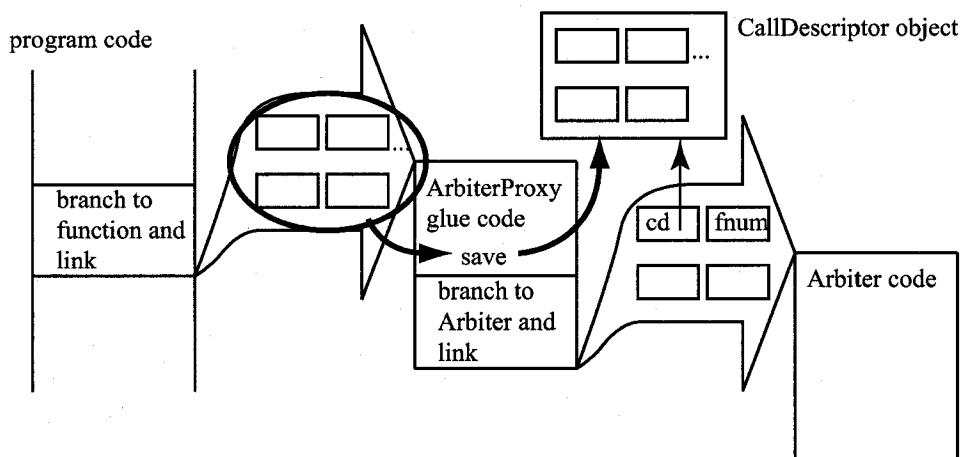 program code
CallDescriptor object
...
...
branch to
function and
link
ArbiterProxy
glue code
save
cd
fnum
branch to
Arbiter and
link
Arbiter code